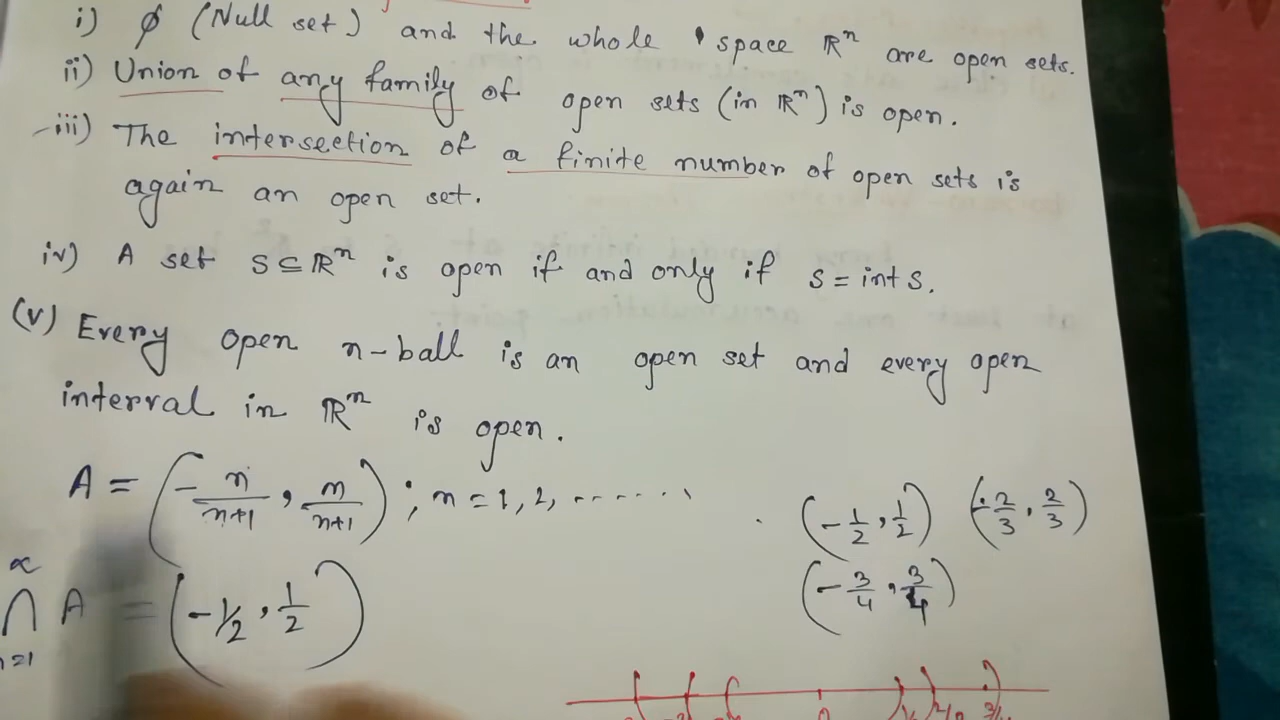 i) ϕ (Null set) and the whole space ℝⁿ are open sets.
ii) Union of any family of open sets (in ℝⁿ) is open.
iii) The intersection of a finite number of open sets is
again an open set.
iv) A set S ⊆ ℝⁿ is open if and only if S = int S.
(v) Every open n-ball is an open set and every open
interval in ℝⁿ is open.
A = (-n/n+1, n/n+1) ; n = 1, 2, ......
(-1/2, 1/2) (-2/3, 2/3)
(-3/4, 3/4)
∞
∩ A = (-1/2, 1/2)
n=1
0